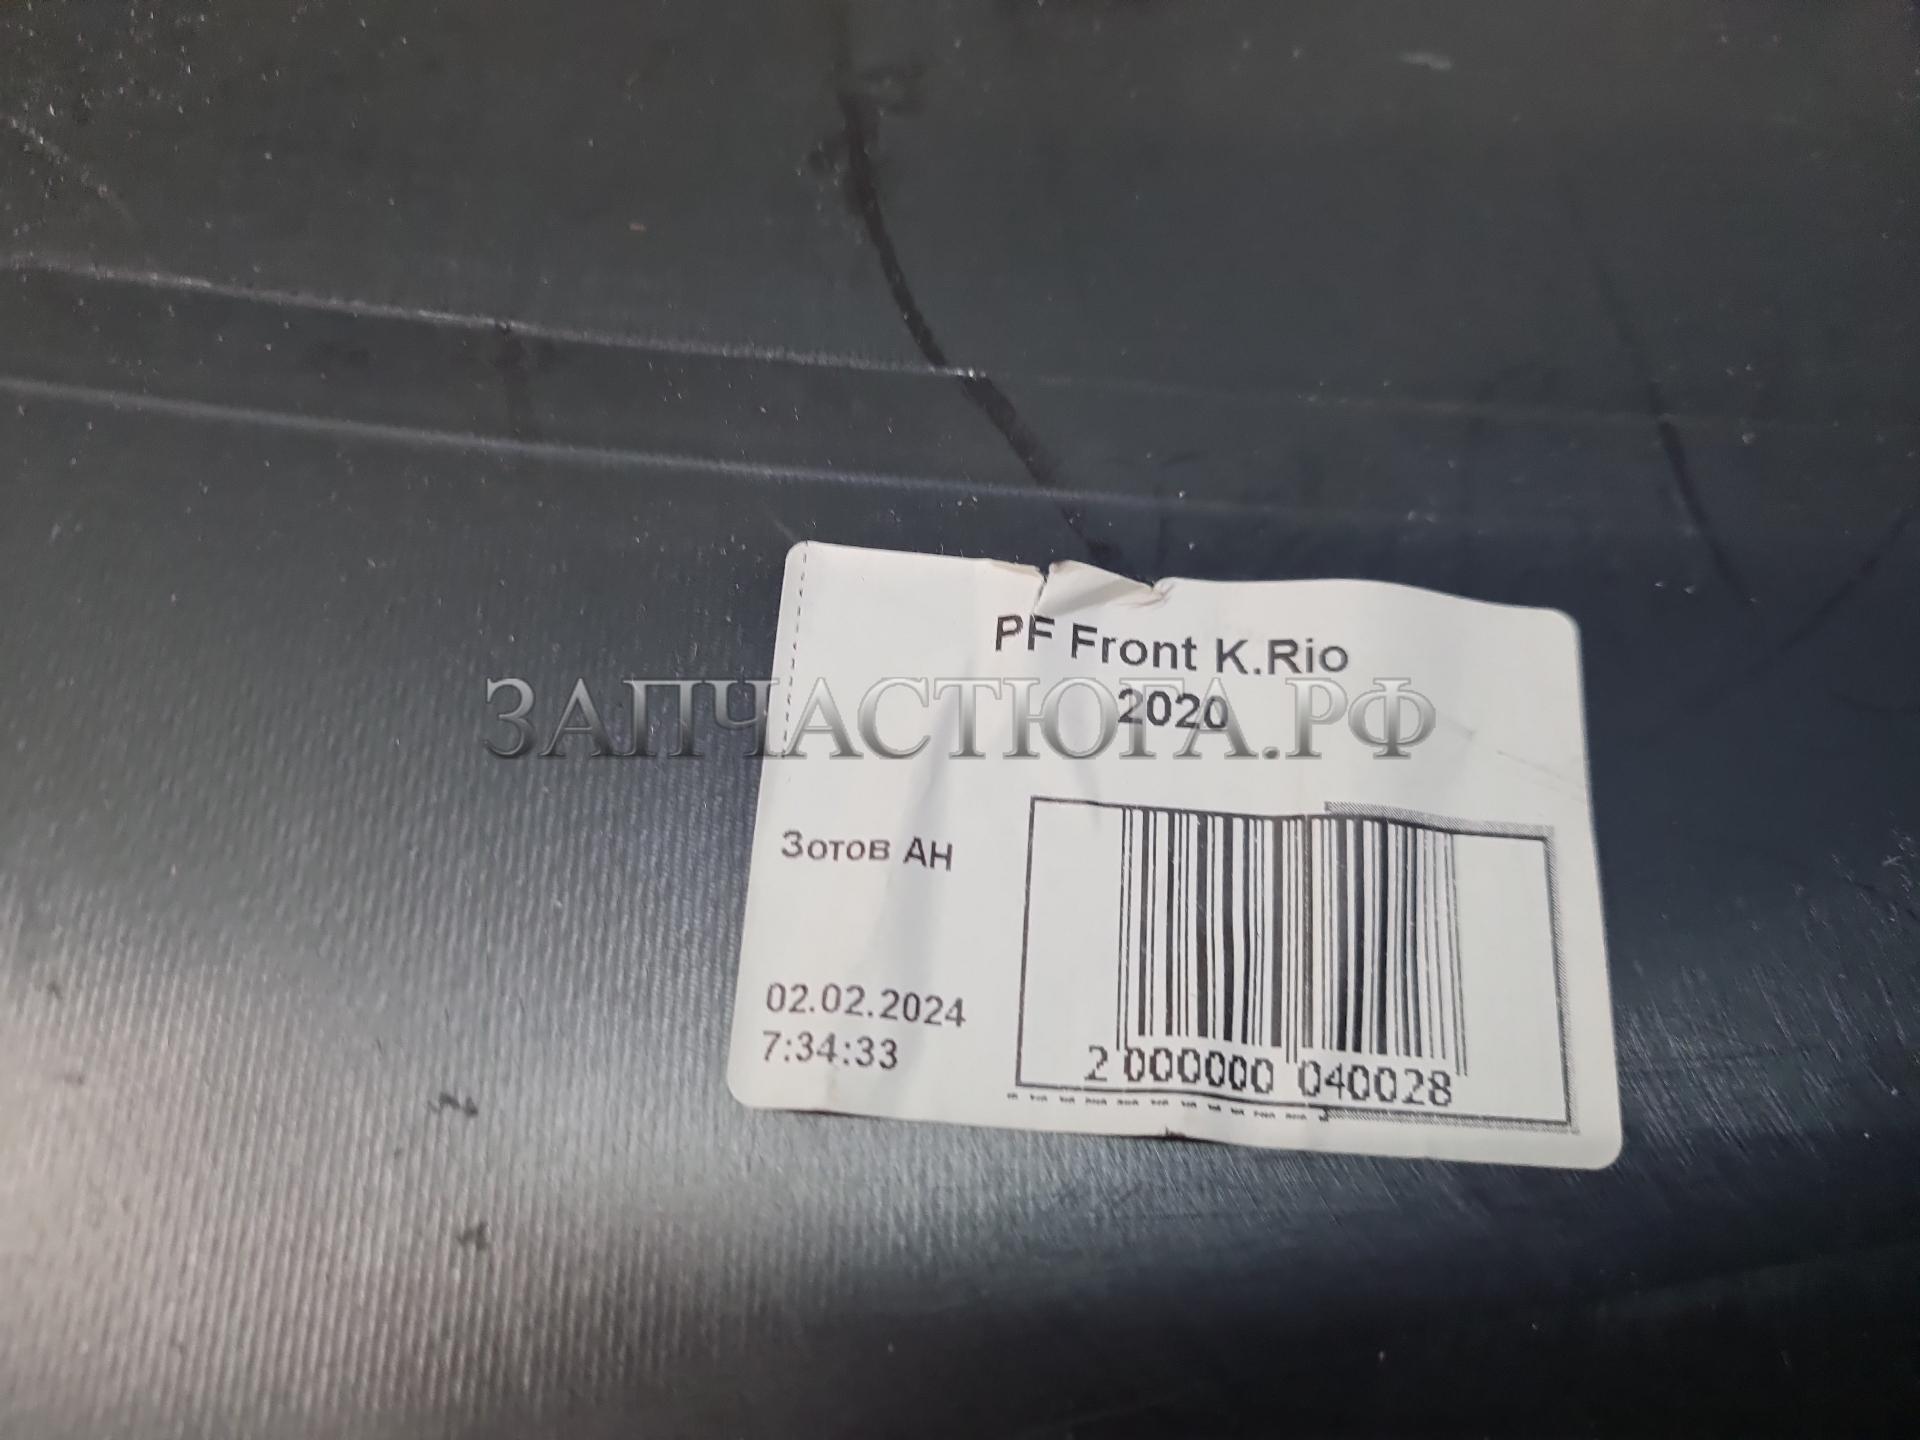 PF Front K.Rio
2020
ЗАПЧАСТЮГА.РФ
Зотов АН
02.02.2024
7:34:33
2 000000 040028